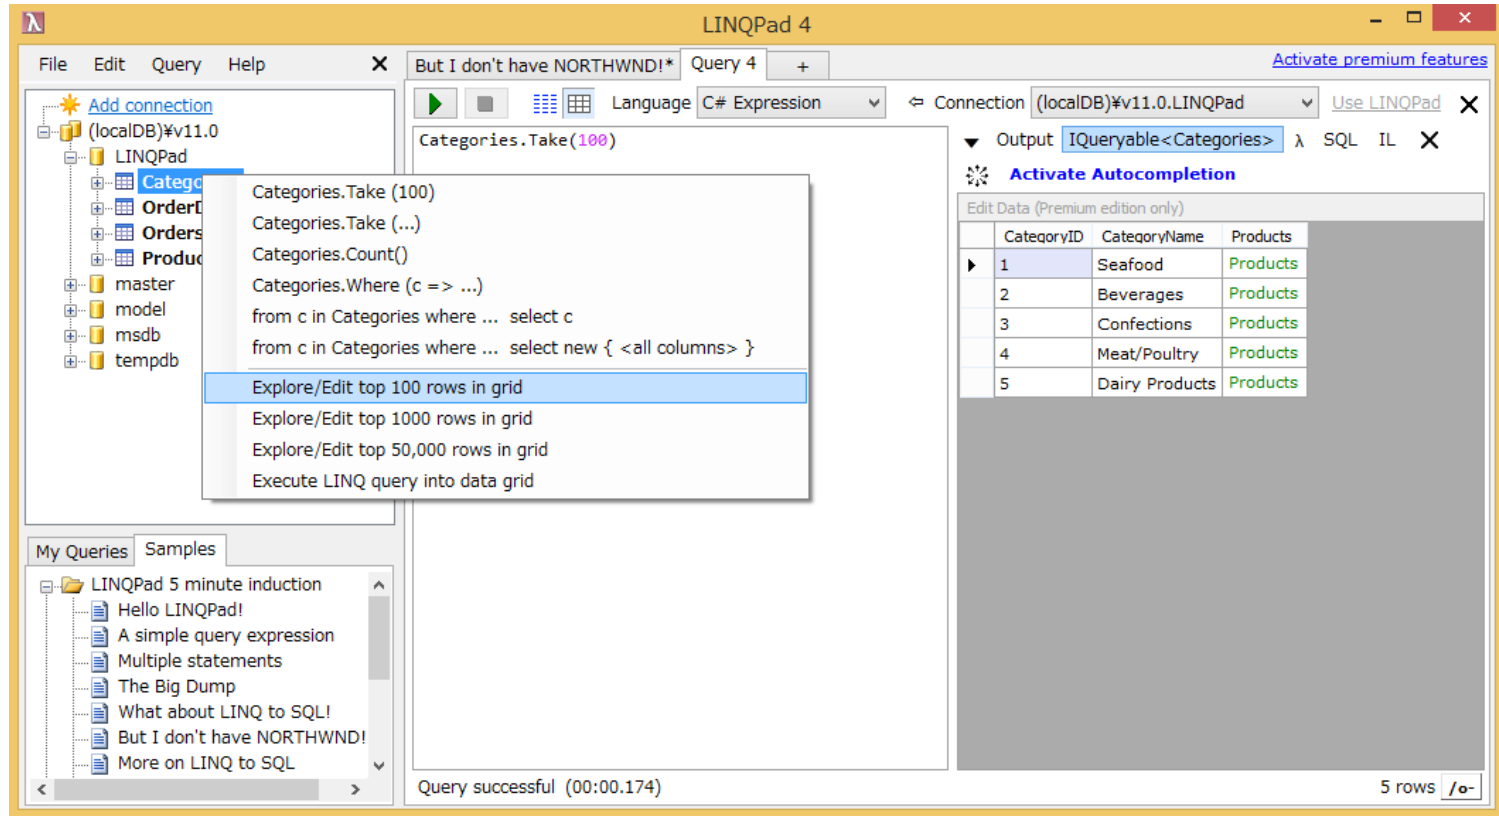 LINQPad 4
File Edit Query Help
But I don't have NORTHWND!* Query 4 +
Activate premium features
Language C# Expression
Connection (localDB)¥v11.0.LINQPad
Use LINQPad
Add connection
(localDB)¥v11.0
LINQPad
Catego
OrderD
Orders
Produc
master
model
msdb
tempdb
Categories.Take(100)
Categories.Take (100)
Categories.Take (...)
Categories.Count()
Categories.Where (c => ...)
from c in Categories where ... select c
from c in Categories where ... select new { <all columns> }
Explore/Edit top 100 rows in grid
Explore/Edit top 1000 rows in grid
Explore/Edit top 50,000 rows in grid
Execute LINQ query into data grid
Output IQueryable<Categories> λ SQL IL
Activate Autocompletion
Edit Data (Premium edition only)
CategoryID CategoryName Products
1 Seafood Products
2 Beverages Products
3 Confections Products
4 Meat/Poultry Products
5 Dairy Products Products
My Queries Samples
LINQPad 5 minute induction
Hello LINQPad!
A simple query expression
Multiple statements
The Big Dump
What about LINQ to SQL!
But I don't have NORTHWND!
More on LINQ to SQL
Query successful (00:00.174)
5 rows /o-